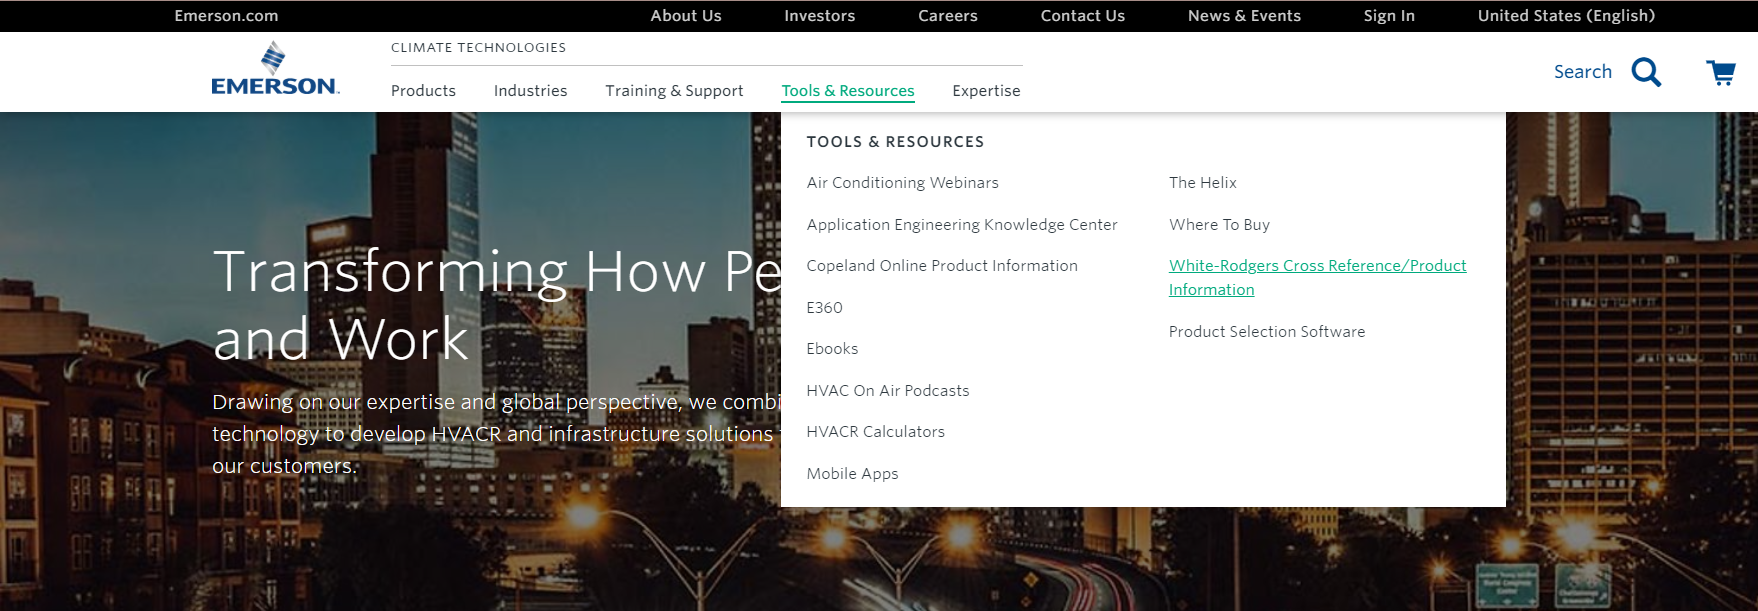 Emerson.com
About Us
Investors
Careers
Contact Us
News & Events
Sign In
United States (English)
EMERSON
CLIMATE TECHNOLOGIES
Products
Industries
Training & Support
Tools & Resources
Expertise
Search
TOOLS & RESOURCES
Air Conditioning Webinars
Application Engineering Knowledge Center
Copeland Online Product Information
E360
Ebooks
HVAC On Air Podcasts
HVACR Calculators
Mobile Apps
The Helix
Where To Buy
White-Rodgers Cross Reference/Product
Information
Product Selection Software
Transforming How Pe
and Work
Drawing on our expertise and global perspective, we combi
technology to develop HVACR and infrastructure solutions
our customers.